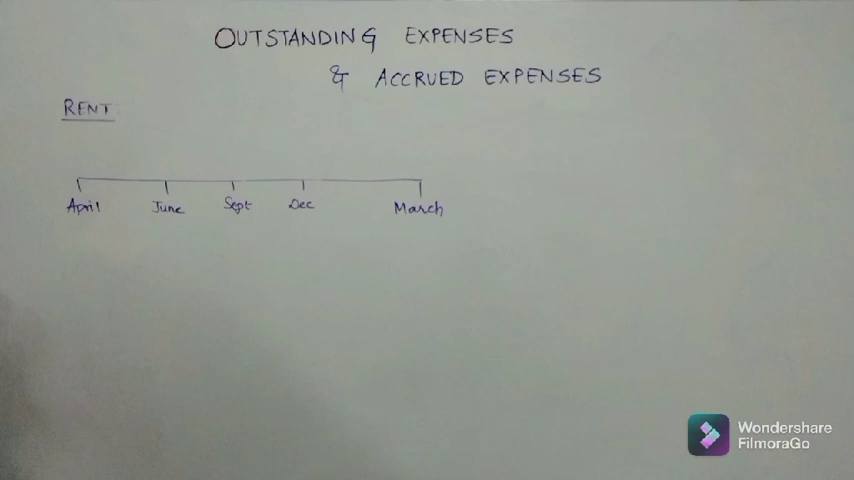 OUTSTANDING EXPENSES
& ACCRUED EXPENSES
RENT
April June Sept Dec March
Wondershare
FilmoraGo